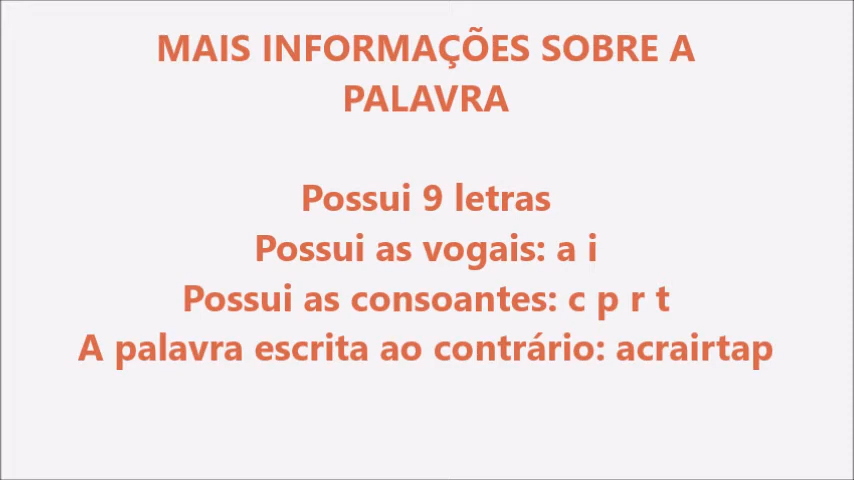 MAIS INFORMAÇÕES SOBRE A
PALAVRA
Possui 9 letras
Possui as vogais: a i
Possui as consoantes: c p r t
A palavra escrita ao contrário: acrairtap